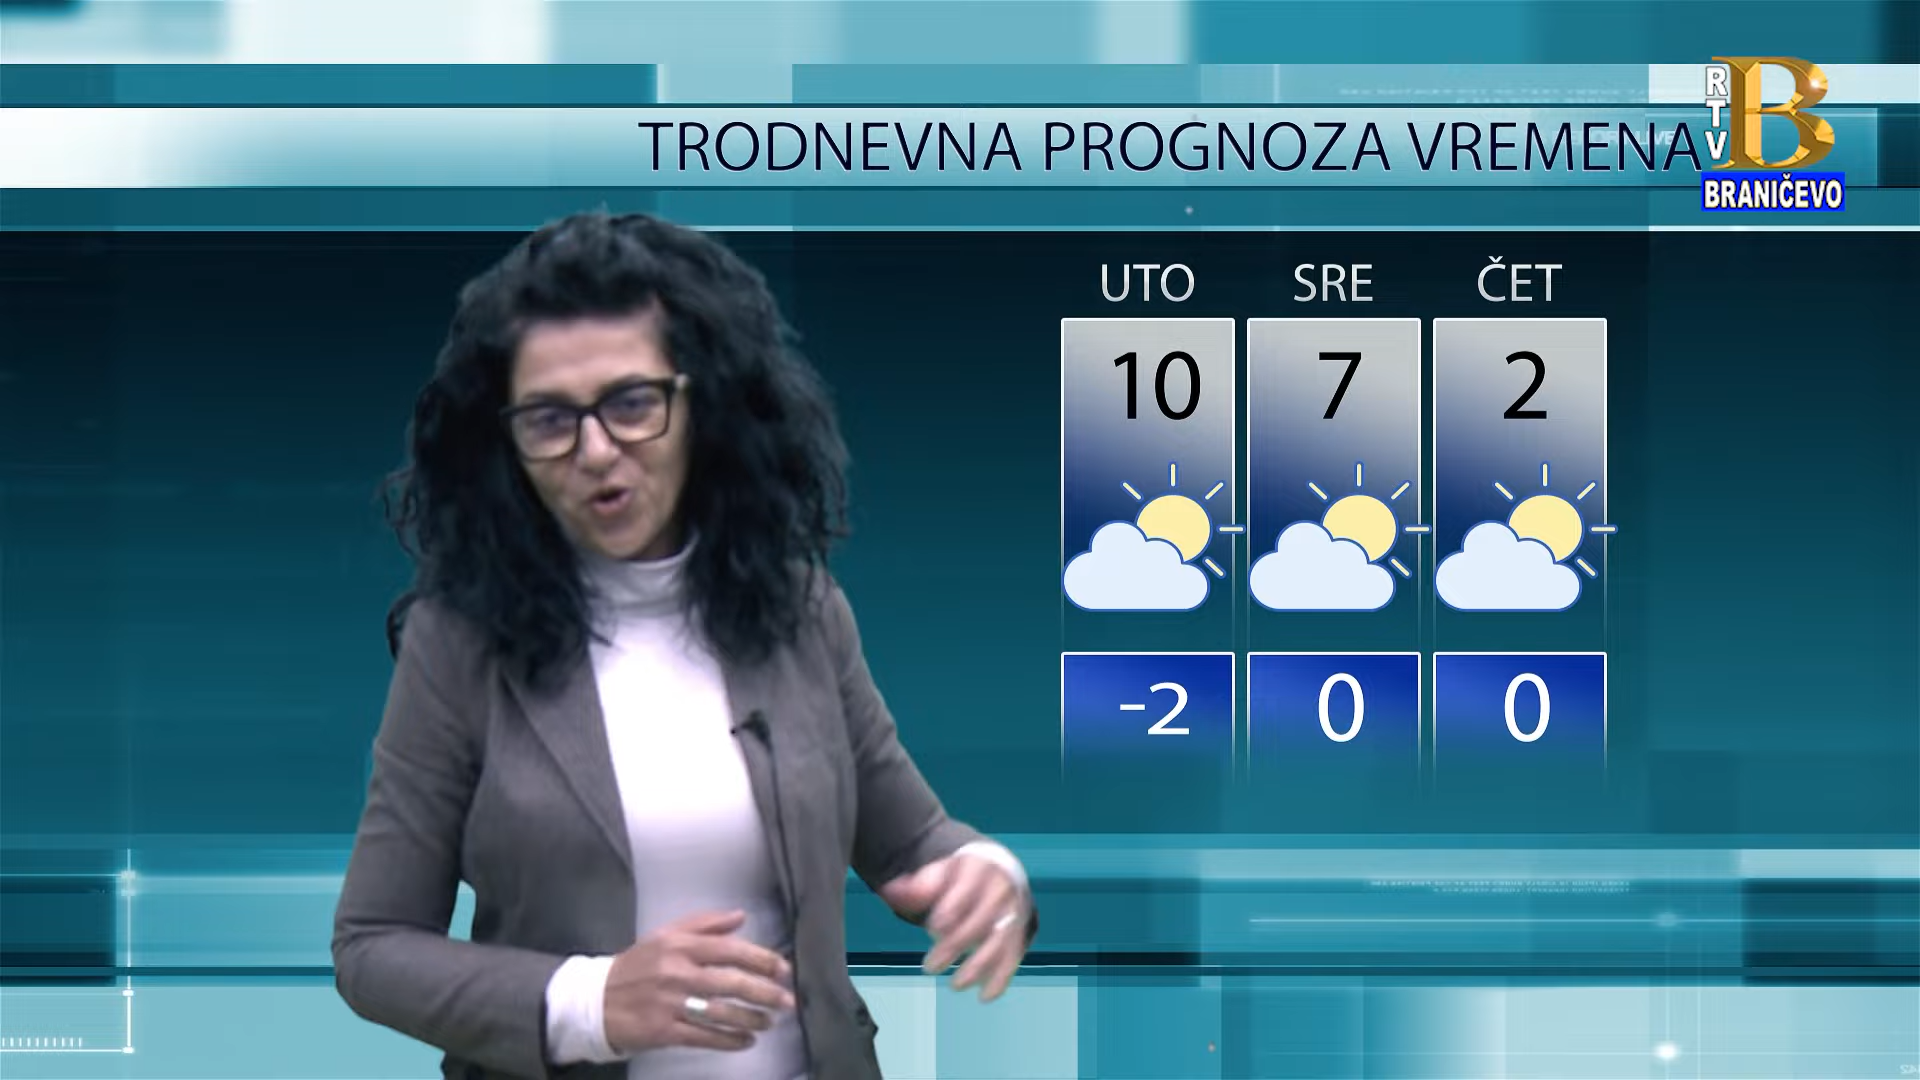 TRODNEVNA PROGNOZA VREMENA
RTV B
BRANIČEVO
UTO SRE ČET
10 7 2
-2 0 0